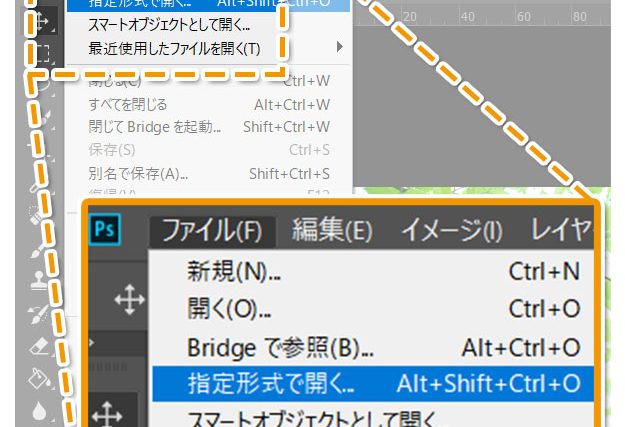 指定形式で開く... Alt+Shift+Ctrl+O
スマートオブジェクトとして開く...
最近使用したファイルを開く(T)
20 40 60 80
閉じる(C) Ctrl+W
すべてを閉じる Alt+Ctrl+W
閉じて Bridge を起動... Shift+Ctrl+W
保存(S) Ctrl+S
別名で保存(A)... Shift+Ctrl+S
復帰(V) F12
Ps ファイル(F) 編集(E) イメージ(I) レイヤ
新規(N)... Ctrl+N
開く(O)... Ctrl+O
Bridge で参照(B)... Alt+Ctrl+O
指定形式で開く... Alt+Shift+Ctrl+O
スマートオブジェクトとして開く